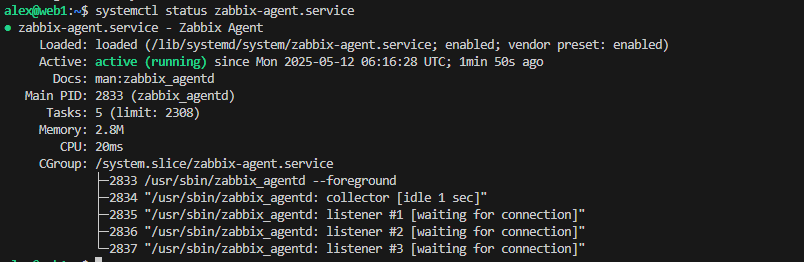 alex@web1:~$ systemctl status zabbix-agent.service
● zabbix-agent.service - Zabbix Agent
Loaded: loaded (/lib/systemd/system/zabbix-agent.service; enabled; vendor preset: enabled)
Active: active (running) since Mon 2025-05-12 06:16:28 UTC; 1min 50s ago
Docs: man:zabbix_agentd
Main PID: 2833 (zabbix_agentd)
Tasks: 5 (limit: 2308)
Memory: 2.8M
CPU: 20ms
CGroup: /system.slice/zabbix-agent.service
├─2833 /usr/sbin/zabbix_agentd --foreground
├─2834 "/usr/sbin/zabbix_agentd: collector [idle 1 sec]"
├─2835 "/usr/sbin/zabbix_agentd: listener #1 [waiting for connection]"
├─2836 "/usr/sbin/zabbix_agentd: listener #2 [waiting for connection]"
└─2837 "/usr/sbin/zabbix_agentd: listener #3 [waiting for connection]"